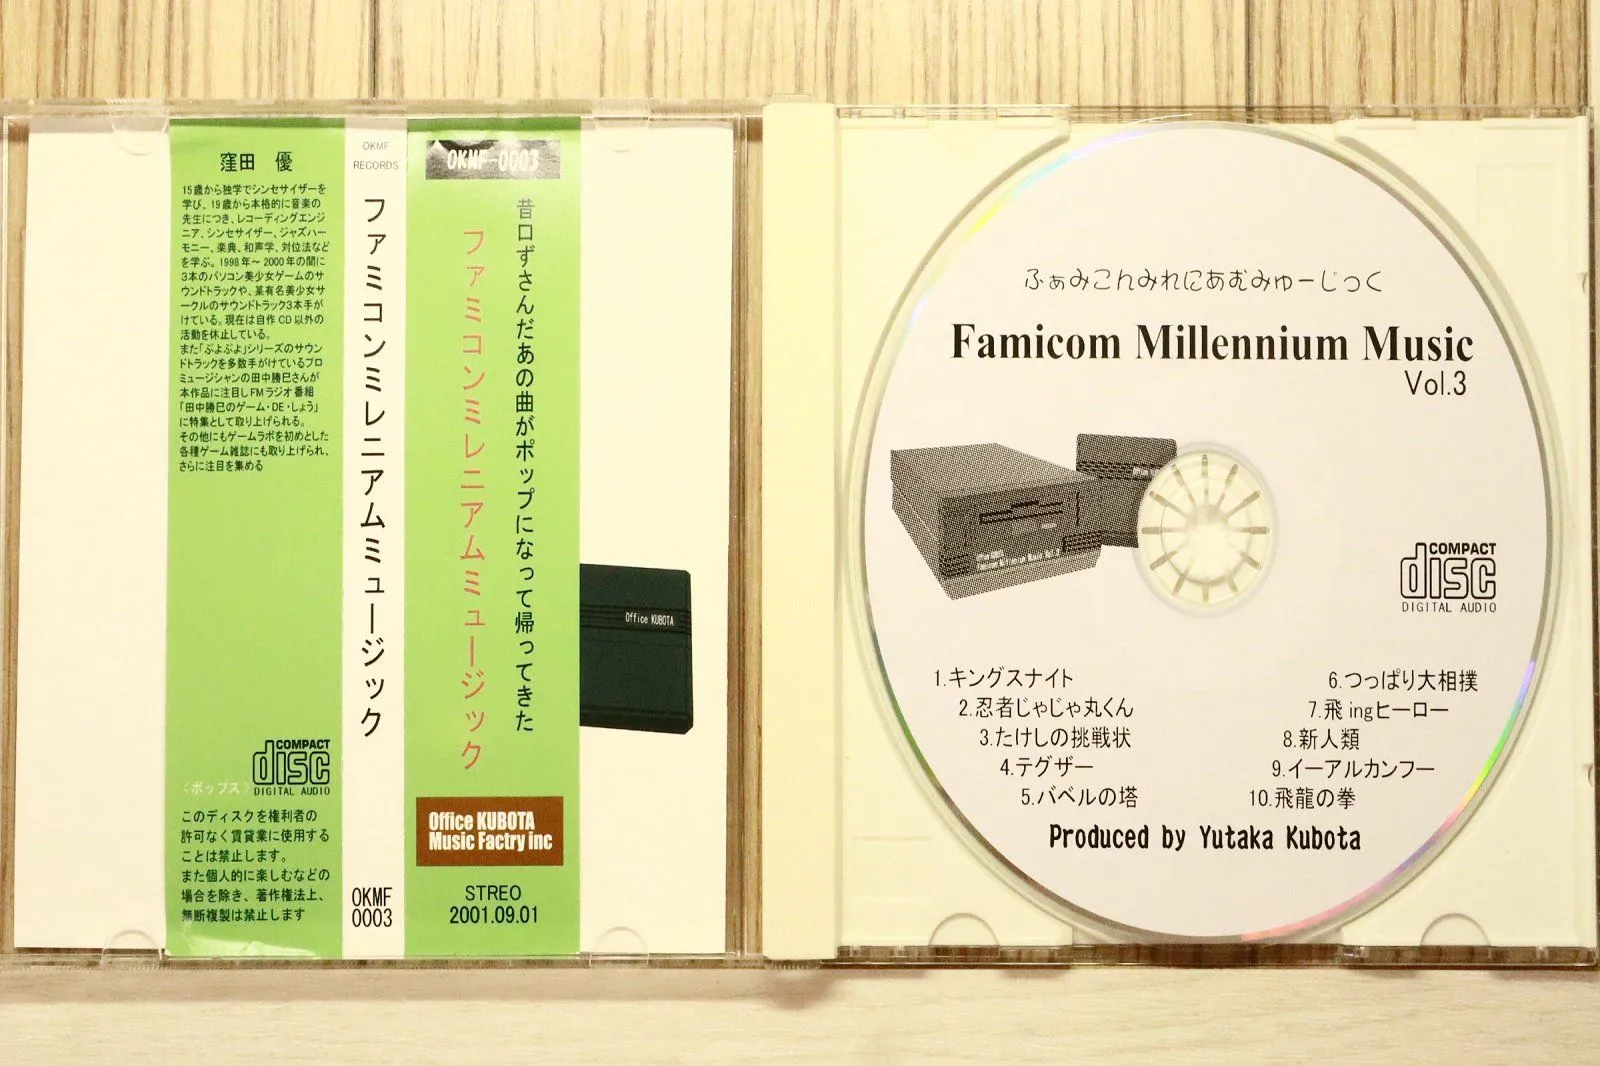 窪田 優
15歳から独学でシンセサイザーを
学び、19歳から本格的に音楽の
先生につき、レコーディングエンジ
ニア、シンセサイザー、ジャズハー
モニー、楽典、和声学、対位法など
を学ぶ。1998年～2000年の間に
3本のパソコン美少女ゲームのサ
ウンドトラックや、某有名美少女サ
ークルのサウンドトラック3本手が
けている。現在は自作CD以外の
活動を休止している。
また「ぷよぷよ」シリーズのサウン
ドトラックを多数手がけているプロ
ミュージシャンの田中勝巳さんが
本作品に注目しFMラジオ番組
「田中勝巳のゲーム・DE・しょう」
に特集として取り上げられる。
その他にもゲームラボを初めとした
各種ゲーム雑誌にも取り上げられ、
さらに注目を集める
〈ポップス〉
COMPACT
disc
DIGITAL AUDIO
このディスクを権利者の
許可なく賃貸業に使用する
ことは禁止します。
また個人的に楽しむなどの
場合を除き、著作権法上、
無断複製は禁止します
OKMF
RECORDS
ファミコンミレニアムミュージック
OKMF
0003
OKMF-0003
昔口ずさんだあの曲がポップになって帰ってきた
ファミコンミレニアムミュージック
Office KUBOTA
Music Factry inc
STREO
2001.09.01
Office KUBOTA
ふぁみこんみれにあむみゅーじっく
Famicom Millennium Music
Vol.3
COMPACT
disc
DIGITAL AUDIO
1.キングスナイト
2.忍者じゃじゃ丸くん
3.たけしの挑戦状
4.テグザー
5.バベルの塔
6.つっぱり大相撲
7.飛ingヒーロー
8.新人類
9.イーアルカンフー
10.飛龍の拳
Produced by Yutaka Kubota